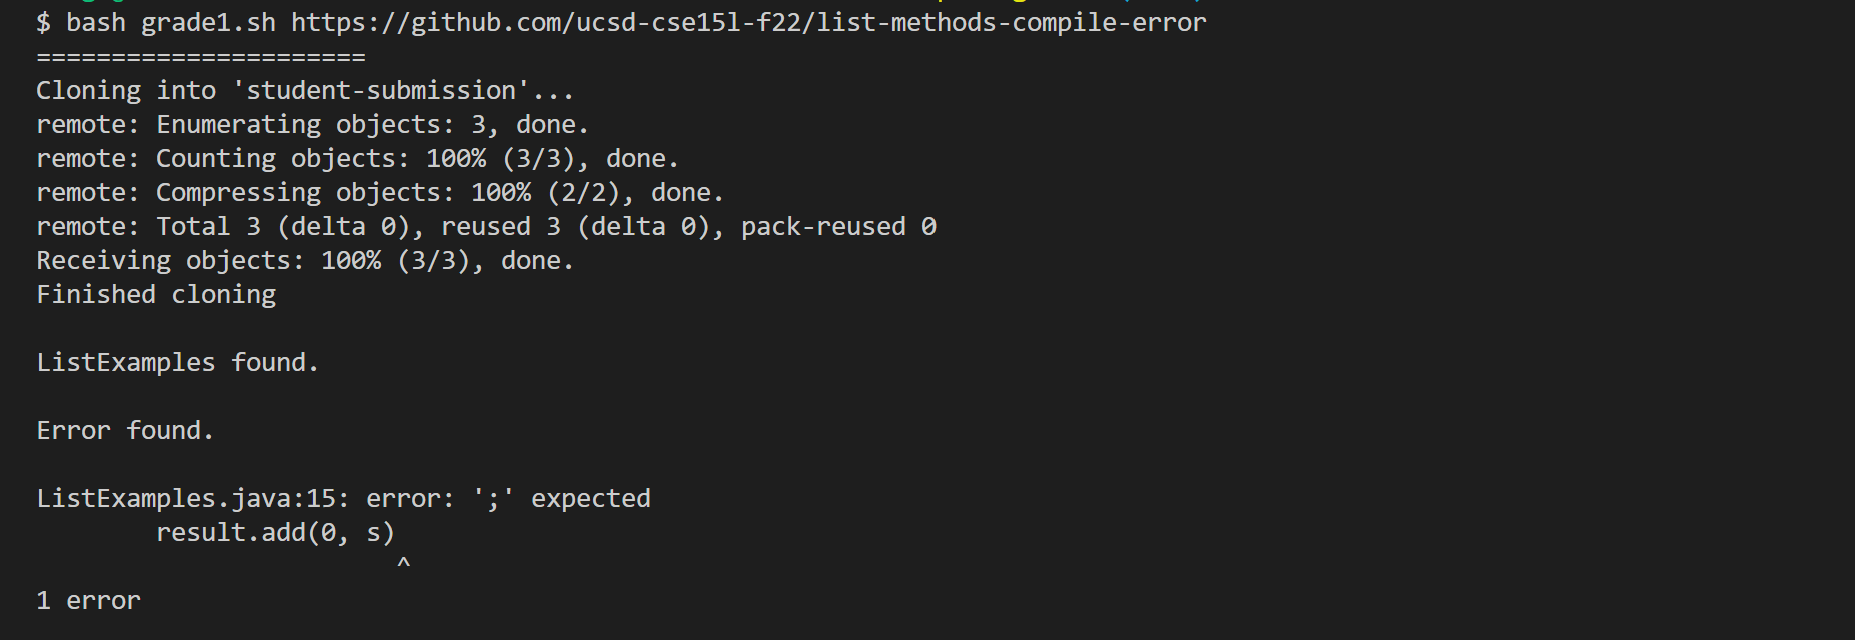 $ bash grade1.sh https://github.com/ucsd-cse15l-f22/list-methods-compile-error
======================
Cloning into 'student-submission'...
remote: Enumerating objects: 3, done.
remote: Counting objects: 100% (3/3), done.
remote: Compressing objects: 100% (2/2), done.
remote: Total 3 (delta 0), reused 3 (delta 0), pack-reused 0
Receiving objects: 100% (3/3), done.
Finished cloning

ListExamples found.

Error found.

ListExamples.java:15: error: ';' expected
        result.add(0, s)
                        ^
1 error